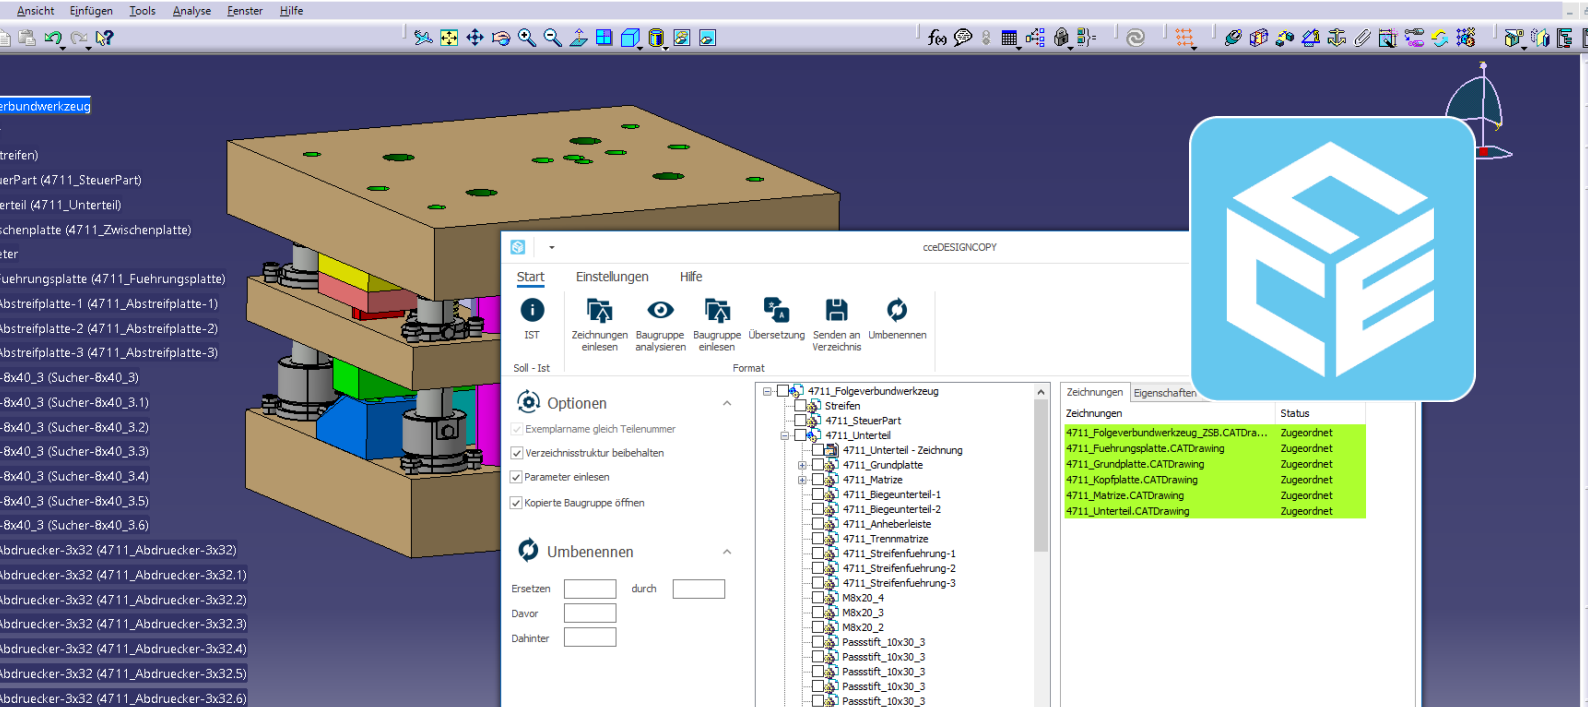 Ansicht Einfügen Tools Analyse Fenster Hilfe
f(x)
erbundwerkzeug
treifen)
uerPart (4711_SteuerPart)
erteil (4711_Unterteil)
schenplatte (4711_Zwischenplatte)
eter
Fuehrungsplatte (4711_Fuehrungsplatte)
Abstreifplatte-1 (4711_Abstreifplatte-1)
Abstreifplatte-2 (4711_Abstreifplatte-2)
Abstreifplatte-3 (4711_Abstreifplatte-3)
-8x40_3 (Sucher-8x40_3)
-8x40_3 (Sucher-8x40_3.1)
-8x40_3 (Sucher-8x40_3.2)
-8x40_3 (Sucher-8x40_3.3)
-8x40_3 (Sucher-8x40_3.4)
-8x40_3 (Sucher-8x40_3.5)
-8x40_3 (Sucher-8x40_3.6)
Abdruecker-3x32 (4711_Abdruecker-3x32)
Abdruecker-3x32 (4711_Abdruecker-3x32.1)
Abdruecker-3x32 (4711_Abdruecker-3x32.2)
Abdruecker-3x32 (4711_Abdruecker-3x32.3)
Abdruecker-3x32 (4711_Abdruecker-3x32.4)
Abdruecker-3x32 (4711_Abdruecker-3x32.5)
Abdruecker-3x32 (4711_Abdruecker-3x32.6)
cceDESIGNCOPY
Start Einstellungen Hilfe
IST
Zeichnungen einlesen
Baugruppe analysieren
Baugruppe einlesen
Übersetzung
Senden an Verzeichnis
Umbenennen
Soll - Ist
Format
Optionen
Exemplarname gleich Teilenummer
Verzeichnisstruktur beibehalten
Parameter einlesen
Kopierte Baugruppe öffnen
Umbenennen
Ersetzen durch
Davor
Dahinter
4711_Folgeverbundwerkzeug
Streifen
4711_SteuerPart
4711_Unterteil
4711_Unterteil - Zeichnung
4711_Grundplatte
4711_Matrize
4711_Biegeunterteil-1
4711_Biegeunterteil-2
4711_Anheberleiste
4711_Trennmatrize
4711_Streifenfuehrung-1
4711_Streifenfuehrung-2
4711_Streifenfuehrung-3
M8x20_4
M8x20_3
M8x20_2
Passstift_10x30_3
Passstift_10x30_3
Passstift_10x30_3
Passstift_10x30_3
Passstift_10x30_3
Zeichnungen Eigenschaften
Zeichnungen Status
4711_Folgeverbundwerkzeug_ZSB.CATDra... Zugeordnet
4711_Fuehrungsplatte.CATDrawing Zugeordnet
4711_Grundplatte.CATDrawing Zugeordnet
4711_Kopfplatte.CATDrawing Zugeordnet
4711_Matrize.CATDrawing Zugeordnet
4711_Unterteil.CATDrawing Zugeordnet
CCE